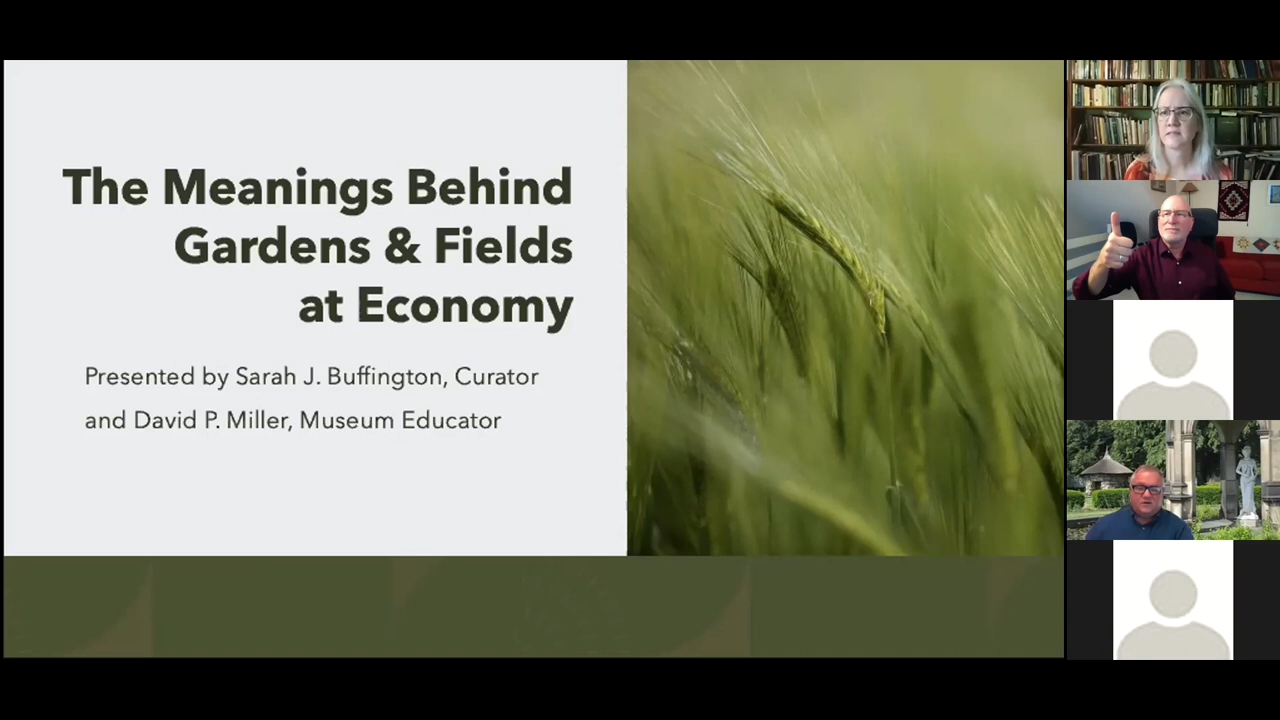 The Meanings Behind
Gardens & Fields
at Economy
Presented by Sarah J. Buffington, Curator
and David P. Miller, Museum Educator